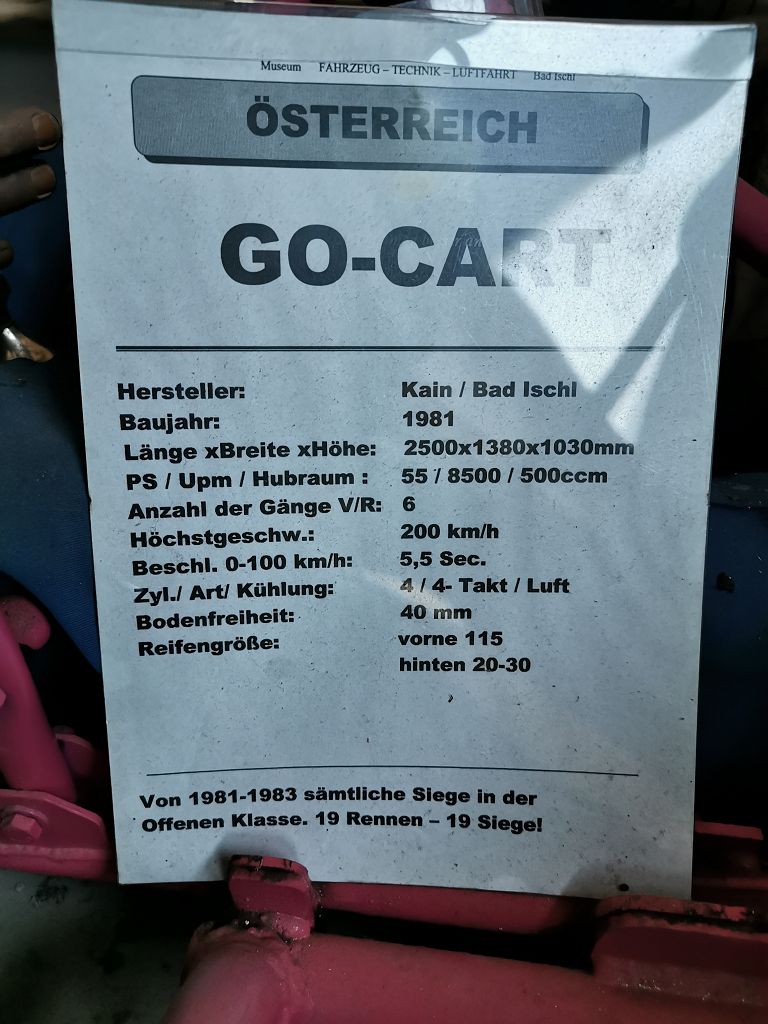 Museum FAHRZEUG – TECHNIK – LUFTFAHRT Bad Ischl
ÖSTERREICH
GO-CART
Hersteller: Kain / Bad Ischl
Baujahr: 1981
Länge xBreite xHöhe: 2500x1380x1030mm
PS / Upm / Hubraum : 55 / 8500 / 500ccm
Anzahl der Gänge V/R: 6
Höchstgeschw.: 200 km/h
Beschl. 0-100 km/h: 5,5 Sec.
Zyl./ Art/ Kühlung: 4 / 4- Takt / Luft
Bodenfreiheit: 40 mm
Reifengröße: vorne 115
hinten 20-30
Von 1981-1983 sämtliche Siege in der
Offenen Klasse. 19 Rennen – 19 Siege!